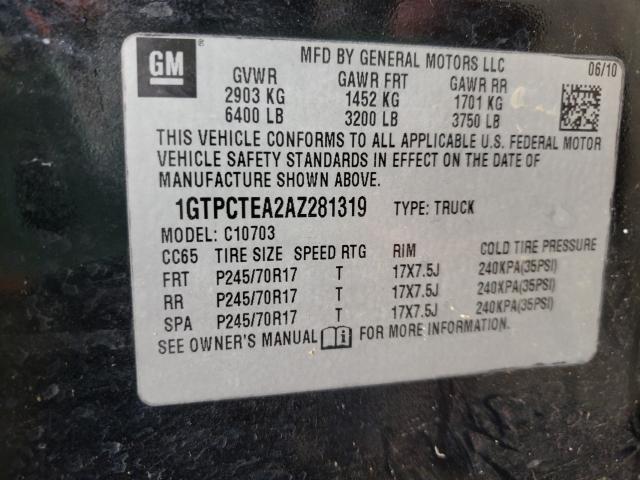 GM
MFD BY GENERAL MOTORS LLC
06/10
GVWR GAWR FRT GAWR RR
2903 KG 1452 KG 1701 KG
6400 LB 3200 LB 3750 LB
THIS VEHICLE CONFORMS TO ALL APPLICABLE U.S. FEDERAL MOTOR
VEHICLE SAFETY STANDARDS IN EFFECT ON THE DATE OF
MANUFACTURE SHOWN ABOVE.
1GTPCTEA2AZ281319 TYPE: TRUCK
MODEL: C10703
CC65 TIRE SIZE SPEED RTG RIM COLD TIRE PRESSURE
FRT P245/70R17 T 17X7.5J 240KPA(35PSI)
RR P245/70R17 T 17X7.5J 240KPA(35PSI)
SPA P245/70R17 T 17X7.5J 240KPA(35PSI)
SEE OWNER'S MANUAL FOR MORE INFORMATION.